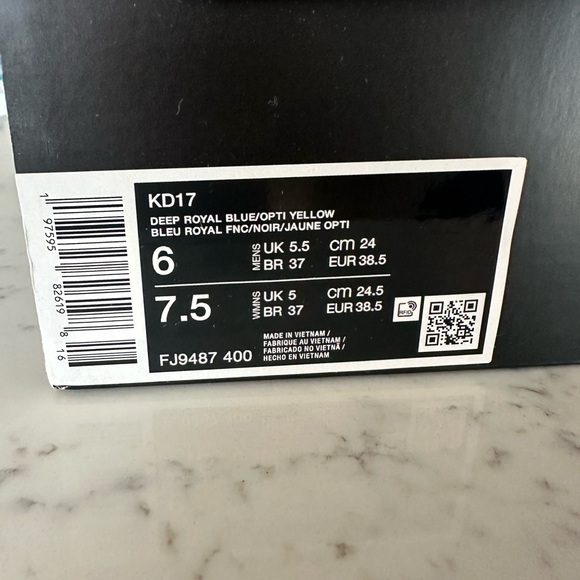 KD17
DEEP ROYAL BLUE/OPTI YELLOW
BLEU ROYAL FNC/NOIR/JAUNE OPTI
6 MENS UK 5.5 cm 24
BR 37 EUR 38.5
7.5 WMNS UK 5 cm 24.5
BR 37 EUR 38.5
RFID
FJ9487 400
MADE IN VIETNAM /
FABRIQUE AU VIETNAM /
FABRICADO NO VIETNÃ /
HECHO EN VIETNAM
1 97595 82619 8 16